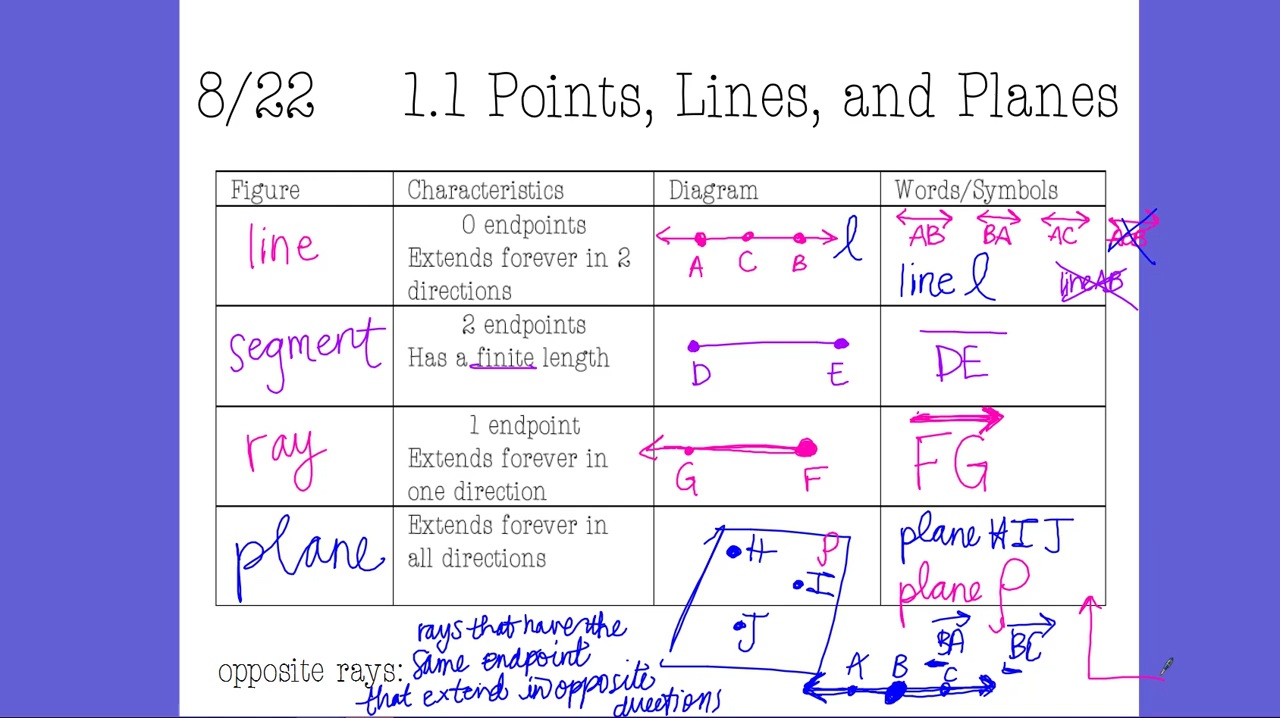 8/22 1.1 Points, Lines, and Planes
Figure Characteristics Diagram Words/Symbols
line
0 endpoints
Extends forever in 2
directions
A C B l
AB BA AC ACB
line l line AB
segment
2 endpoints
Has a finite length
D E
DE
ray
1 endpoint
Extends forever in
one direction
G F
FG
plane
Extends forever in
all directions
H P
I
J
plane HIJ
plane P
opposite rays:
rays that have the
same endpoint
that extend in opposite
directions
BA BC
A B C